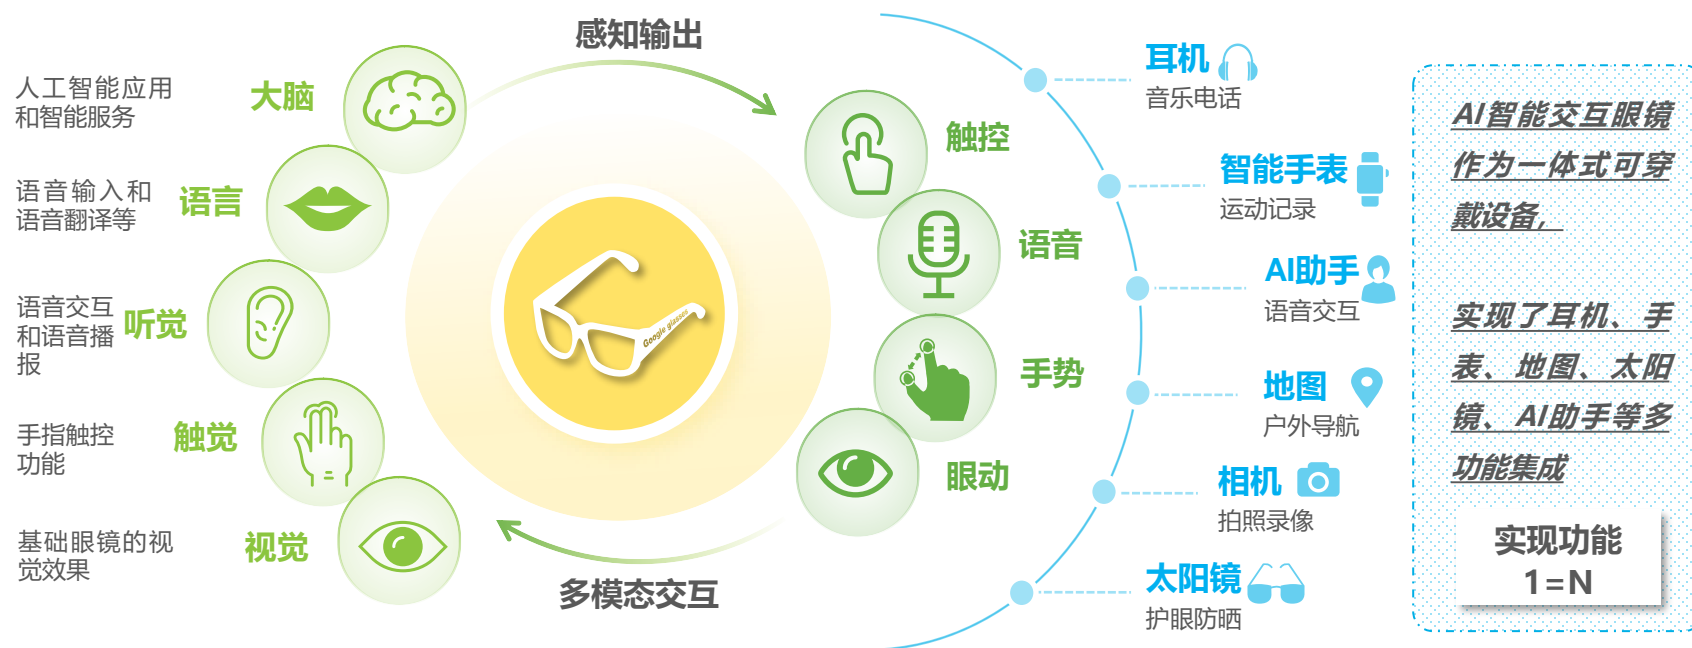 感知输出
人工智能应用
和智能服务
大脑
语音输入和
语音翻译等
语言
语音交互
和语音播
报
听觉
手指触控
功能
触觉
基础眼镜的视
觉效果
视觉
Google glasses
多模态交互
触控
语音
手势
眼动
耳机
音乐电话
智能手表
运动记录
AI助手
语音交互
地图
户外导航
相机
拍照录像
太阳镜
护眼防晒
AI智能交互眼镜
作为一体式可穿
戴设备,
实现了耳机、手
表、地图、太阳
镜、AI助手等多
功能集成
实现功能
1=N